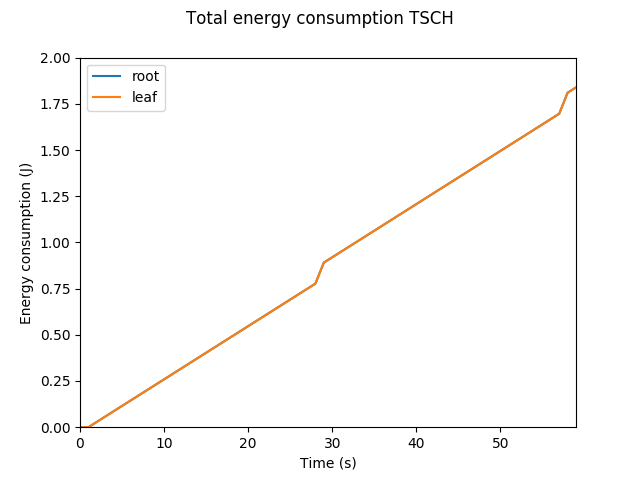 Total energy consumption TSCH
root
leaf
2.00
1.75
1.50
1.25
1.00
0.75
0.50
0.25
0.00
Energy consumption (J)
0 10 20 30 40 50
Time (s)